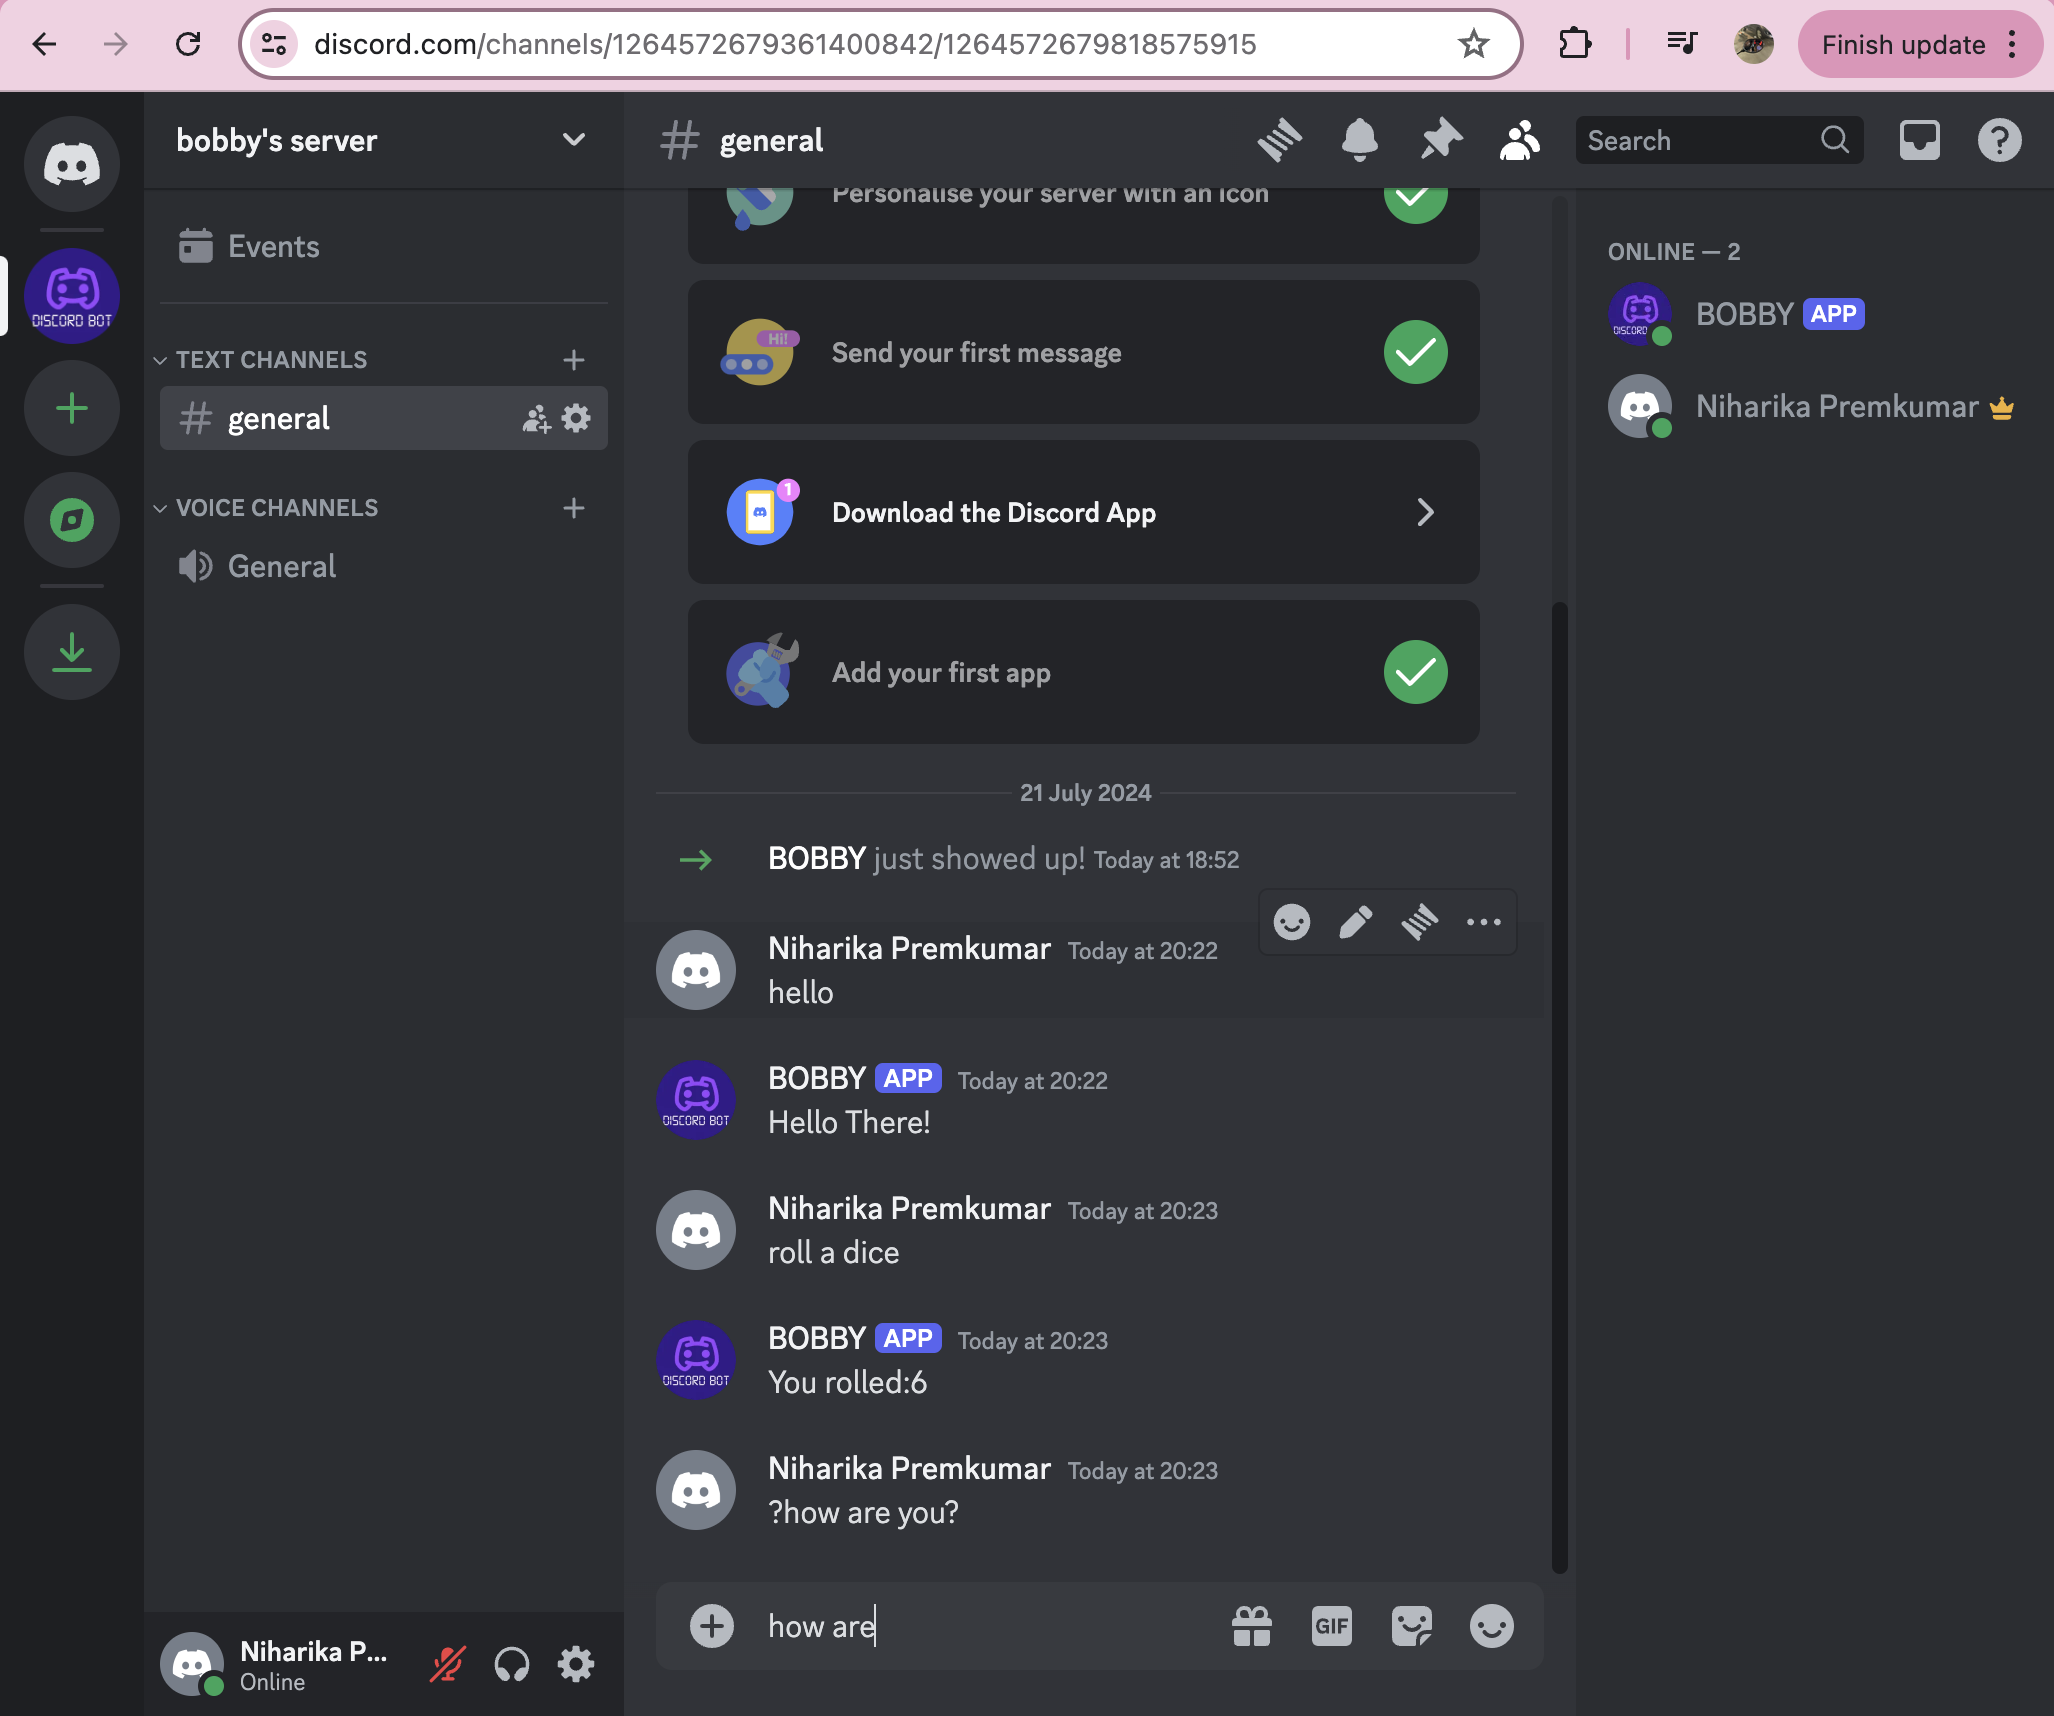 discord.com/channels/1264572679361400842/1264572679818575915
Finish update
bobby's server
general
Search
DISCORD BOT
Events
TEXT CHANNELS
general
VOICE CHANNELS
General
Personalise your server with an icon
Hi!
Send your first message
1
Download the Discord App
Add your first app
21 July 2024
BOBBY just showed up! Today at 18:52
Niharika Premkumar Today at 20:22
hello
DISCORD BOT
BOBBY APP Today at 20:22
Hello There!
Niharika Premkumar Today at 20:23
roll a dice
DISCORD BOT
BOBBY APP Today at 20:23
You rolled:6
Niharika Premkumar Today at 20:23
?how are you?
how are
GIF
Niharika P...
Online
ONLINE — 2
DISCORD
BOBBY APP
Niharika Premkumar